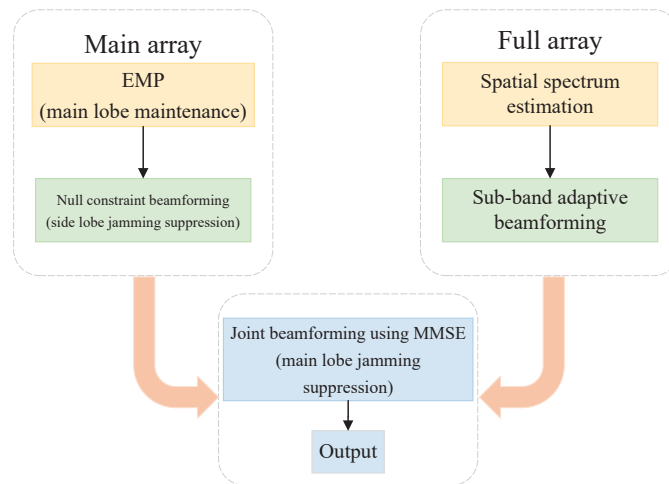 Main array
EMP
(main lobe maintenance)
Null constraint beamforming
(side lobe jamming suppression)
Full array
Spatial spectrum
estimation
Sub-band adaptive
beamforming
Joint beamforming using MMSE
(main lobe jamming
suppression)
Output